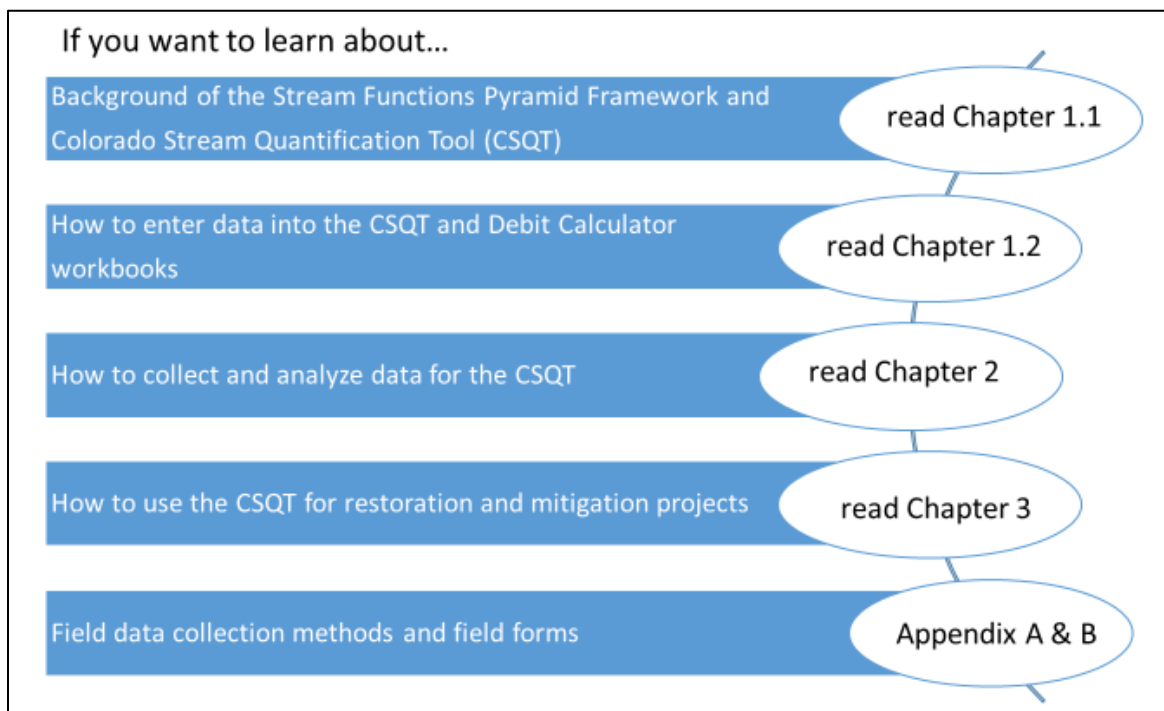 If you want to learn about...
Background of the Stream Functions Pyramid Framework and
Colorado Stream Quantification Tool (CSQT)
read Chapter 1.1
How to enter data into the CSQT and Debit Calculator
workbooks
read Chapter 1.2
How to collect and analyze data for the CSQT
read Chapter 2
How to use the CSQT for restoration and mitigation projects
read Chapter 3
Field data collection methods and field forms
Appendix A & B